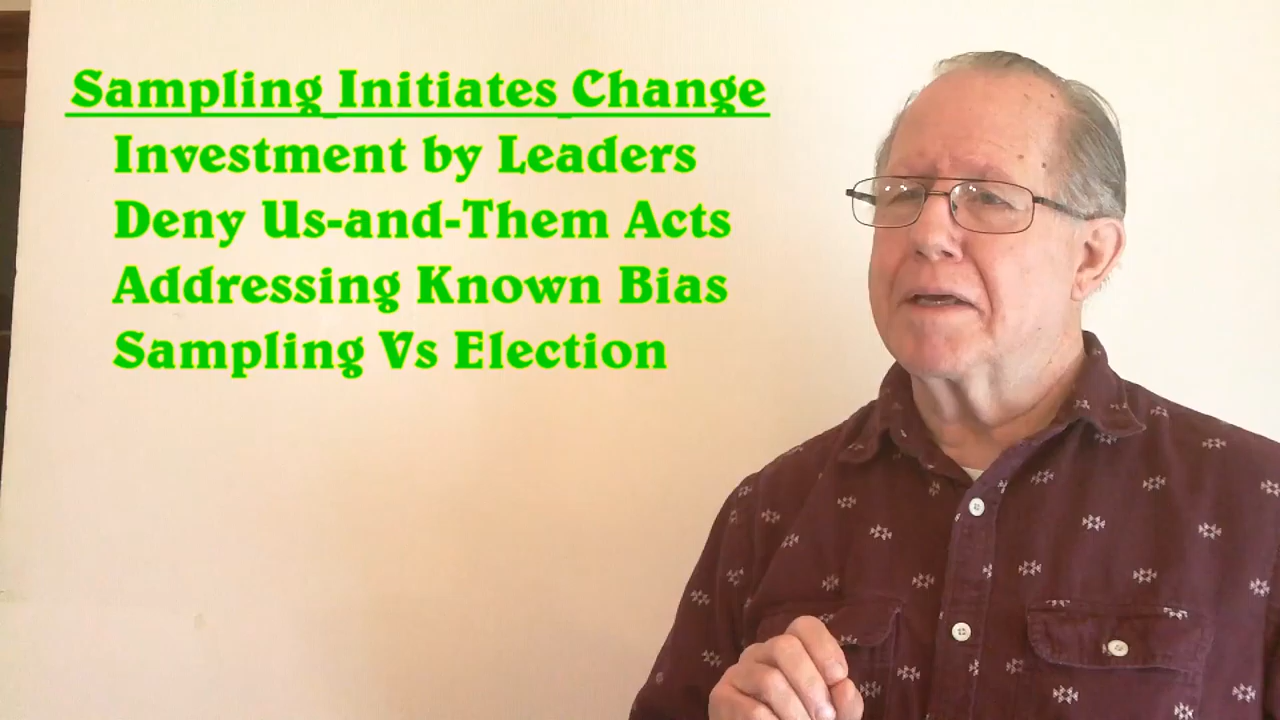 Sampling Initiates Change
Investment by Leaders
Deny Us-and-Them Acts
Addressing Known Bias
Sampling Vs Election